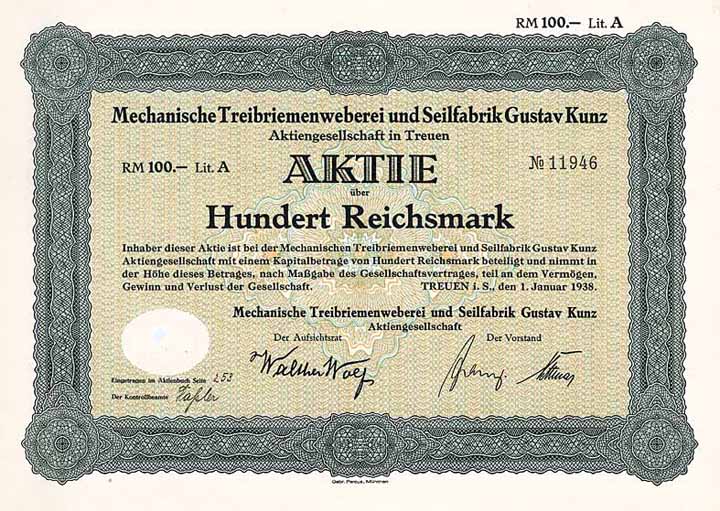 RM 100.— Lit. A
Mechanische Treibriemenweberei und Seilfabrik Gustav Kunz
Aktiengesellschaft in Treuen
RM 100.— Lit. A
AKTIE
№ 11946
über
Hundert Reichsmark
Inhaber dieser Aktie ist bei der Mechanischen Treibriemenweberei und Seilfabrik Gustav Kunz
Aktiengesellschaft mit einem Kapitalbetrage von Hundert Reichsmark beteiligt und nimmt in
der Höhe dieses Betrages, nach Maßgabe des Gesellschaftsvertrages, teil an dem Vermögen,
Gewinn und Verlust der Gesellschaft. TREUEN i. S., den 1. Januar 1938.
Mechanische Treibriemenweberei und Seilfabrik Gustav Kunz
Aktiengesellschaft
Der Aufsichtsrat
Der Vorstand
Walther Wolf
Eingetragen im Aktienbuch Seite 253
Der Kontrollbeamte
Gebr. Parcus, München